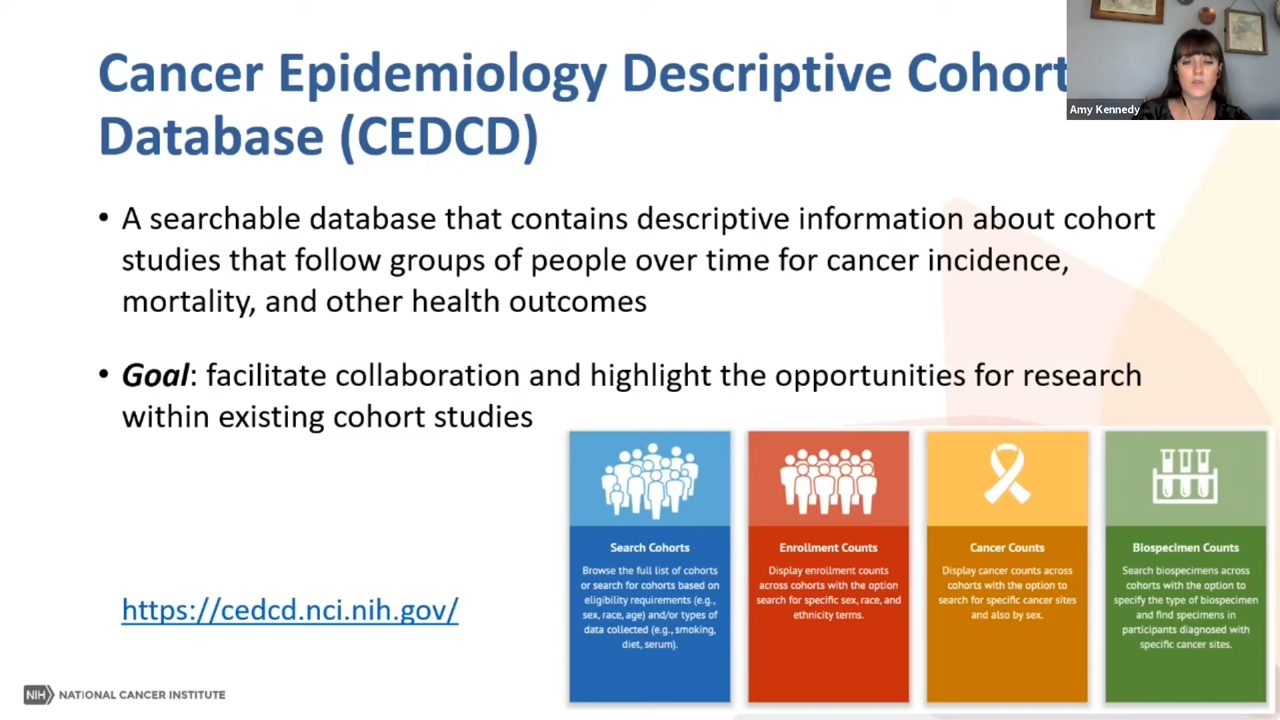 Cancer Epidemiology Descriptive Cohort
Database (CEDCD)
Amy Kennedy
• A searchable database that contains descriptive information about cohort
studies that follow groups of people over time for cancer incidence,
mortality, and other health outcomes
• Goal: facilitate collaboration and highlight the opportunities for research
within existing cohort studies
Search Cohorts
Browse the full list of cohorts
or search for cohorts based on
eligibility requirements (e.g.,
sex, race, age) and/or types of
data collected (e.g., smoking,
diet, serum).
Enrollment Counts
Display enrollment counts
across cohorts with the option
search for specific sex, race, and
ethnicity terms.
Cancer Counts
Display cancer counts across
cohorts with the option to
search for specific cancer sites
and also by sex.
Biospecimen Counts
Search biospecimens across
cohorts with the option to
specify the type of biospecimen
and find specimens in
participants diagnosed with
specific cancer sites.
https://cedcd.nci.nih.gov/
NIH NATIONAL CANCER INSTITUTE